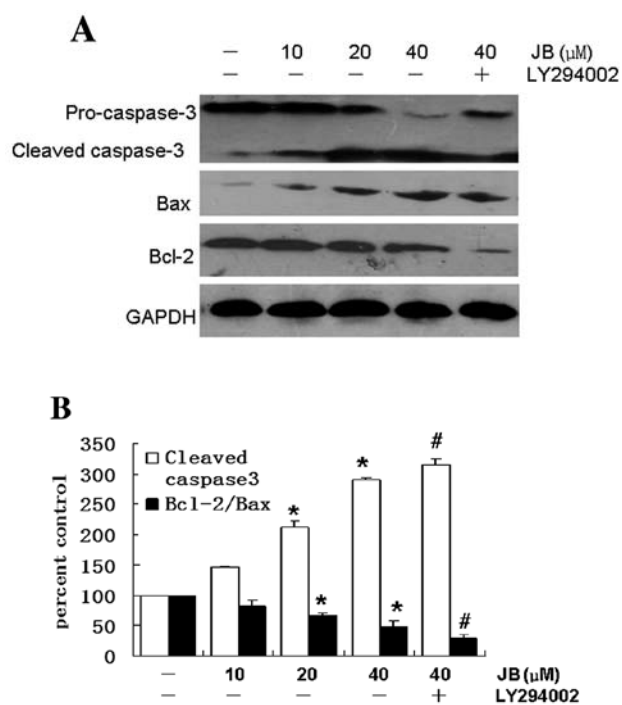 A
– 10 20 40 40 JB (μM)
– – – – + LY294002
Pro-caspase-3
Cleaved caspase-3
Bax
Bcl-2
GAPDH
B
350
300
250
200
150
100
50
0
percent control
Cleaved
caspase3
Bcl-2/Bax
* * #
* * #
– 10 20 40 40 JB(μM)
– – – – + LY294002